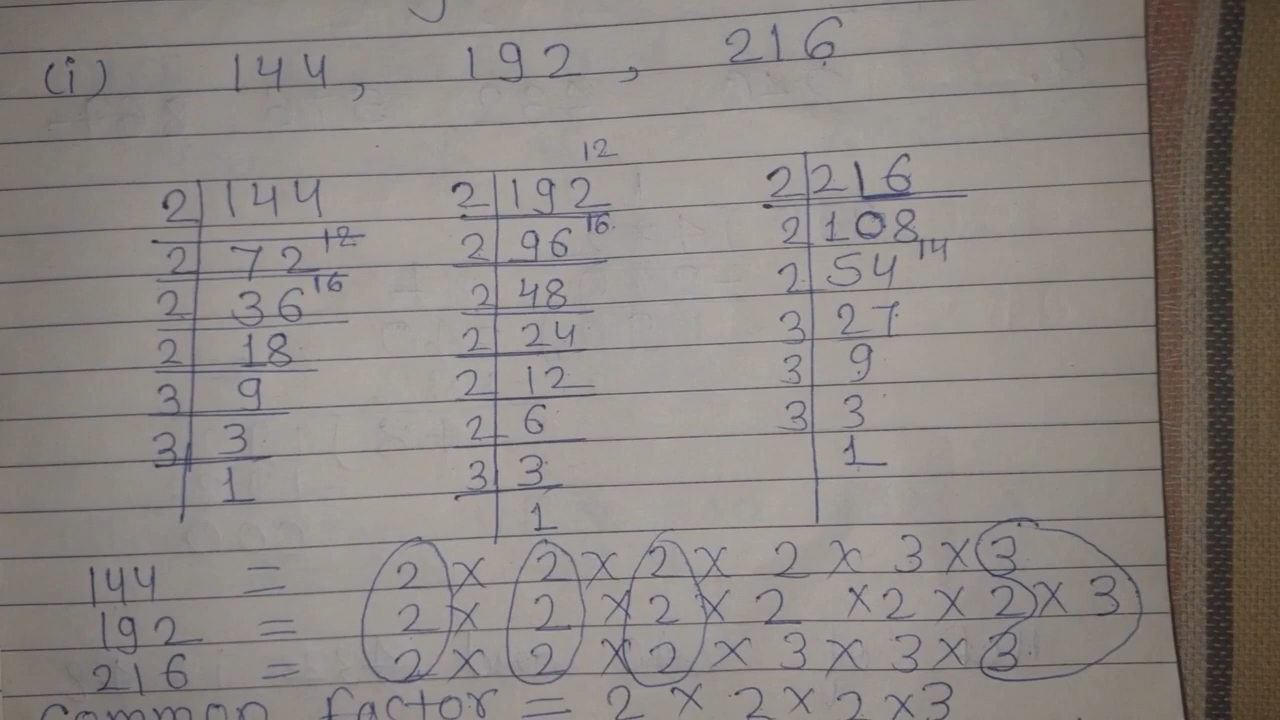 (i) 144, 192, 216
12
2 144 2 192 2 216
2 72 12 2 96 16 2 108
2 36 16 2 48 2 54 14
2 18 2 24 3 27
3 9 2 12 3 9
3 3 2 6 3 3
1 3 3 1
1
144 = 2 × 2 × 2 × 2 × 3 × 3
192 = 2 × 2 × 2 × 2 × 2 × 2 × 3
216 = 2 × 2 × 2 × 3 × 3 × 3
common factor = 2 × 2 × 2 × 3